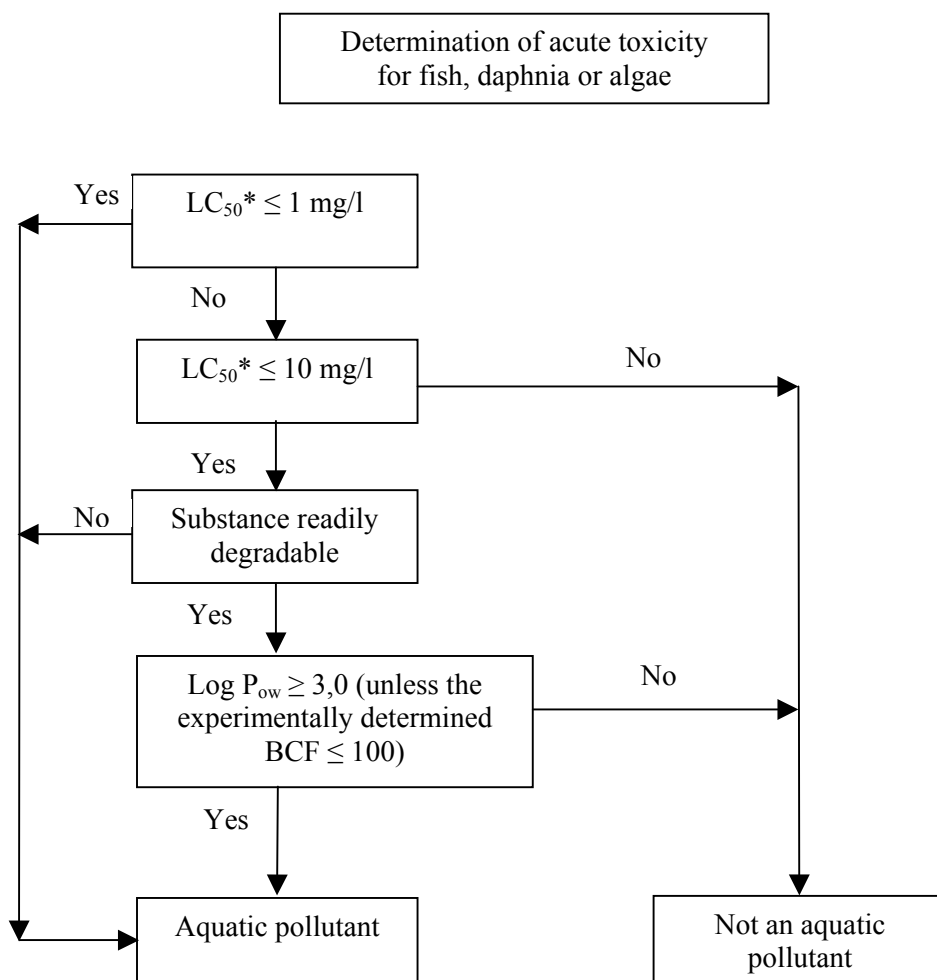 Determination of acute toxicity
for fish, daphnia or algae
Yes
LC₅₀* ≤ 1 mg/l
No
LC₅₀* ≤ 10 mg/l
No
Yes
No
Substance readily
degradable
Yes
Log Pₒw ≥ 3,0 (unless the
experimentally determined
BCF ≤ 100)
No
Yes
Aquatic pollutant
Not an aquatic
pollutant